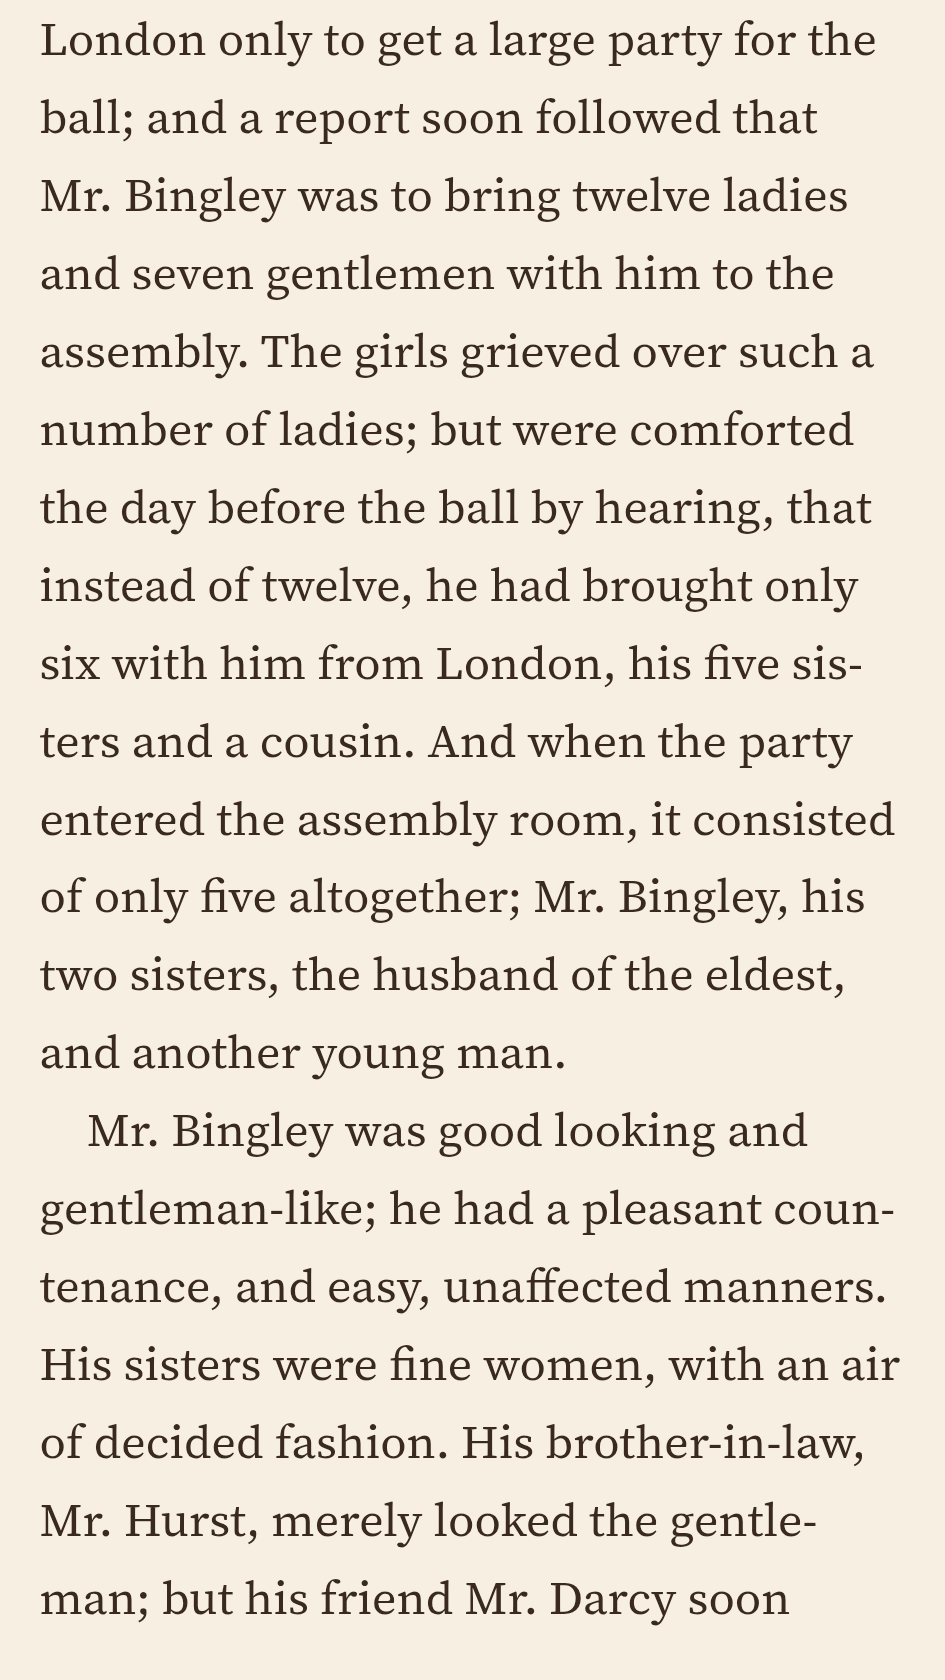 London only to get a large party for the
ball; and a report soon followed that
Mr. Bingley was to bring twelve ladies
and seven gentlemen with him to the
assembly. The girls grieved over such a
number of ladies; but were comforted
the day before the ball by hearing, that
instead of twelve, he had brought only
six with him from London, his five sis-
ters and a cousin. And when the party
entered the assembly room, it consisted
of only five altogether; Mr. Bingley, his
two sisters, the husband of the eldest,
and another young man.
Mr. Bingley was good looking and
gentleman-like; he had a pleasant coun-
tenance, and easy, unaffected manners.
His sisters were fine women, with an air
of decided fashion. His brother-in-law,
Mr. Hurst, merely looked the gentle-
man; but his friend Mr. Darcy soon